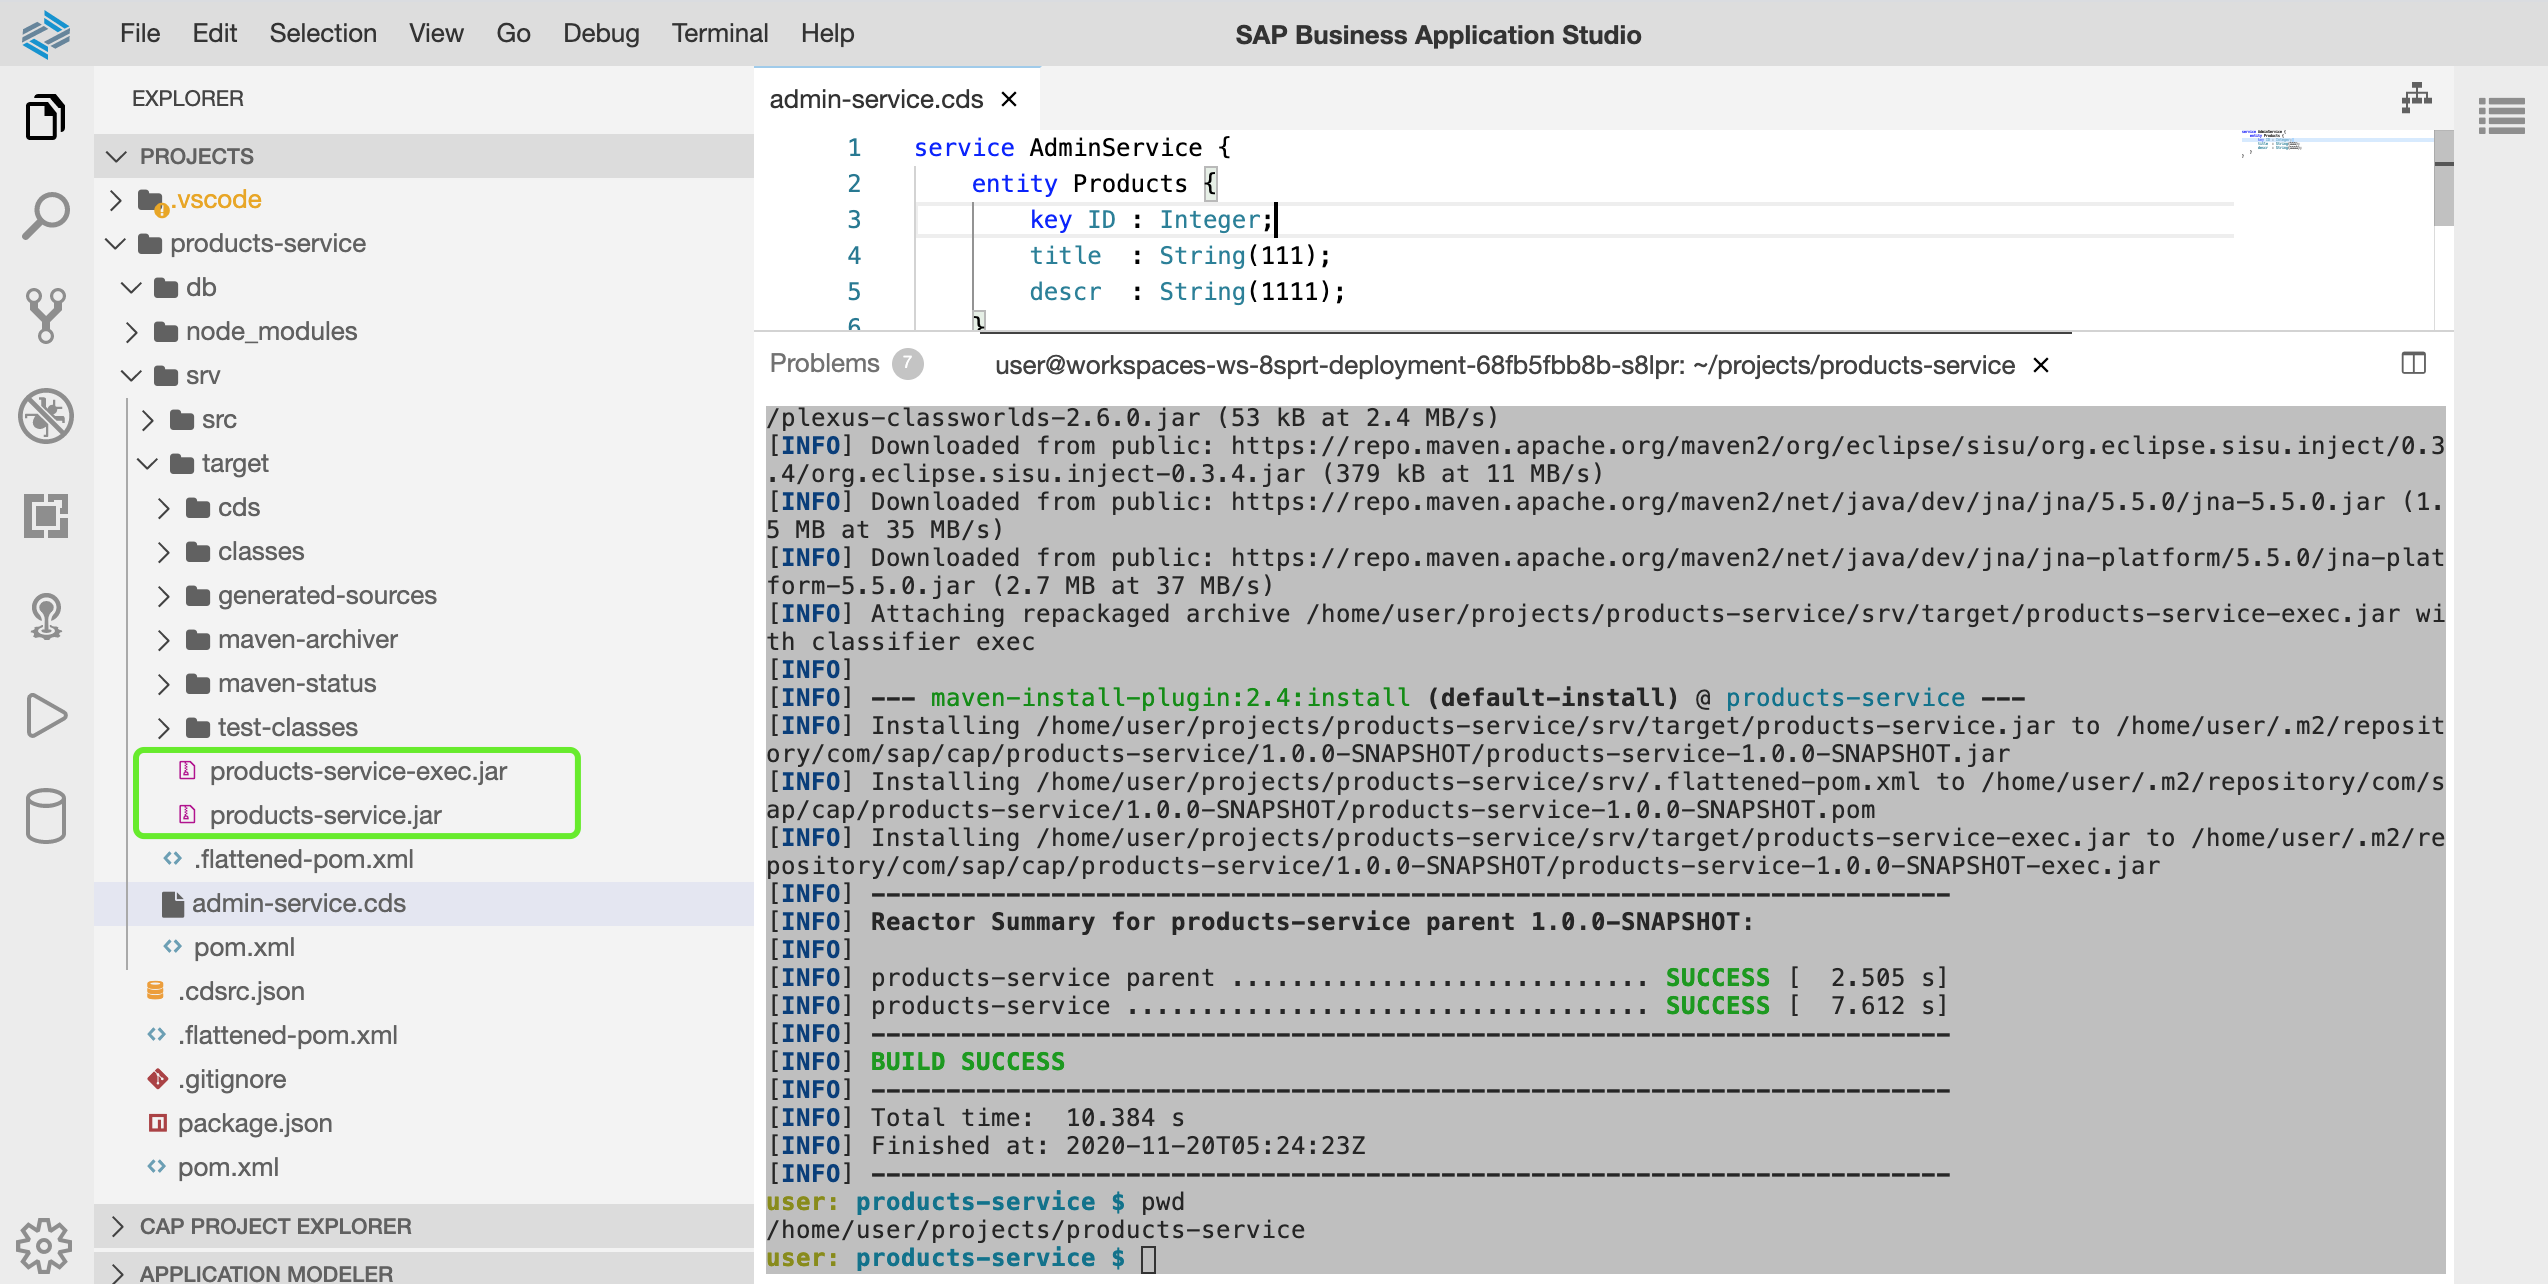 File Edit Selection View Go Debug Terminal Help
SAP Business Application Studio
EXPLORER
PROJECTS
.vscode
products-service
db
node_modules
srv
src
target
cds
classes
generated-sources
maven-archiver
maven-status
test-classes
products-service-exec.jar
products-service.jar
.flattened-pom.xml
admin-service.cds
pom.xml
.cdsrc.json
.flattened-pom.xml
.gitignore
package.json
pom.xml
CAP PROJECT EXPLORER
APPLICATION MODELER
admin-service.cds
1 service AdminService {
2 entity Products {
3 key ID : Integer;
4 title : String(111);
5 descr : String(1111);
6 }
Problems 7
user@workspaces-ws-8sprt-deployment-68fb5fbb8b-s8lpr: ~/projects/products-service
/plexus-classworlds-2.6.0.jar (53 kB at 2.4 MB/s)
[INFO] Downloaded from public: https://repo.maven.apache.org/maven2/org/eclipse/sisu/org.eclipse.sisu.inject/0.3
.4/org.eclipse.sisu.inject-0.3.4.jar (379 kB at 11 MB/s)
[INFO] Downloaded from public: https://repo.maven.apache.org/maven2/net/java/dev/jna/jna/5.5.0/jna-5.5.0.jar (1.
5 MB at 35 MB/s)
[INFO] Downloaded from public: https://repo.maven.apache.org/maven2/net/java/dev/jna/jna-platform/5.5.0/jna-plat
form-5.5.0.jar (2.7 MB at 37 MB/s)
[INFO] Attaching repackaged archive /home/user/projects/products-service/srv/target/products-service-exec.jar wi
th classifier exec
[INFO]
[INFO] --- maven-install-plugin:2.4:install (default-install) @ products-service ---
[INFO] Installing /home/user/projects/products-service/srv/target/products-service.jar to /home/user/.m2/reposit
ory/com/sap/cap/products-service/1.0.0-SNAPSHOT/products-service-1.0.0-SNAPSHOT.jar
[INFO] Installing /home/user/projects/products-service/srv/.flattened-pom.xml to /home/user/.m2/repository/com/s
ap/cap/products-service/1.0.0-SNAPSHOT/products-service-1.0.0-SNAPSHOT.pom
[INFO] Installing /home/user/projects/products-service/srv/target/products-service-exec.jar to /home/user/.m2/re
pository/com/sap/cap/products-service/1.0.0-SNAPSHOT/products-service-1.0.0-SNAPSHOT-exec.jar
[INFO] ------------------------------------------------------------------------
[INFO] Reactor Summary for products-service parent 1.0.0-SNAPSHOT:
[INFO]
[INFO] products-service parent ............................ SUCCESS [ 2.505 s]
[INFO] products-service ................................... SUCCESS [ 7.612 s]
[INFO] ------------------------------------------------------------------------
[INFO] BUILD SUCCESS
[INFO] ------------------------------------------------------------------------
[INFO] Total time: 10.384 s
[INFO] Finished at: 2020-11-20T05:24:23Z
[INFO] ------------------------------------------------------------------------
user: products-service $ pwd
/home/user/projects/products-service
user: products-service $